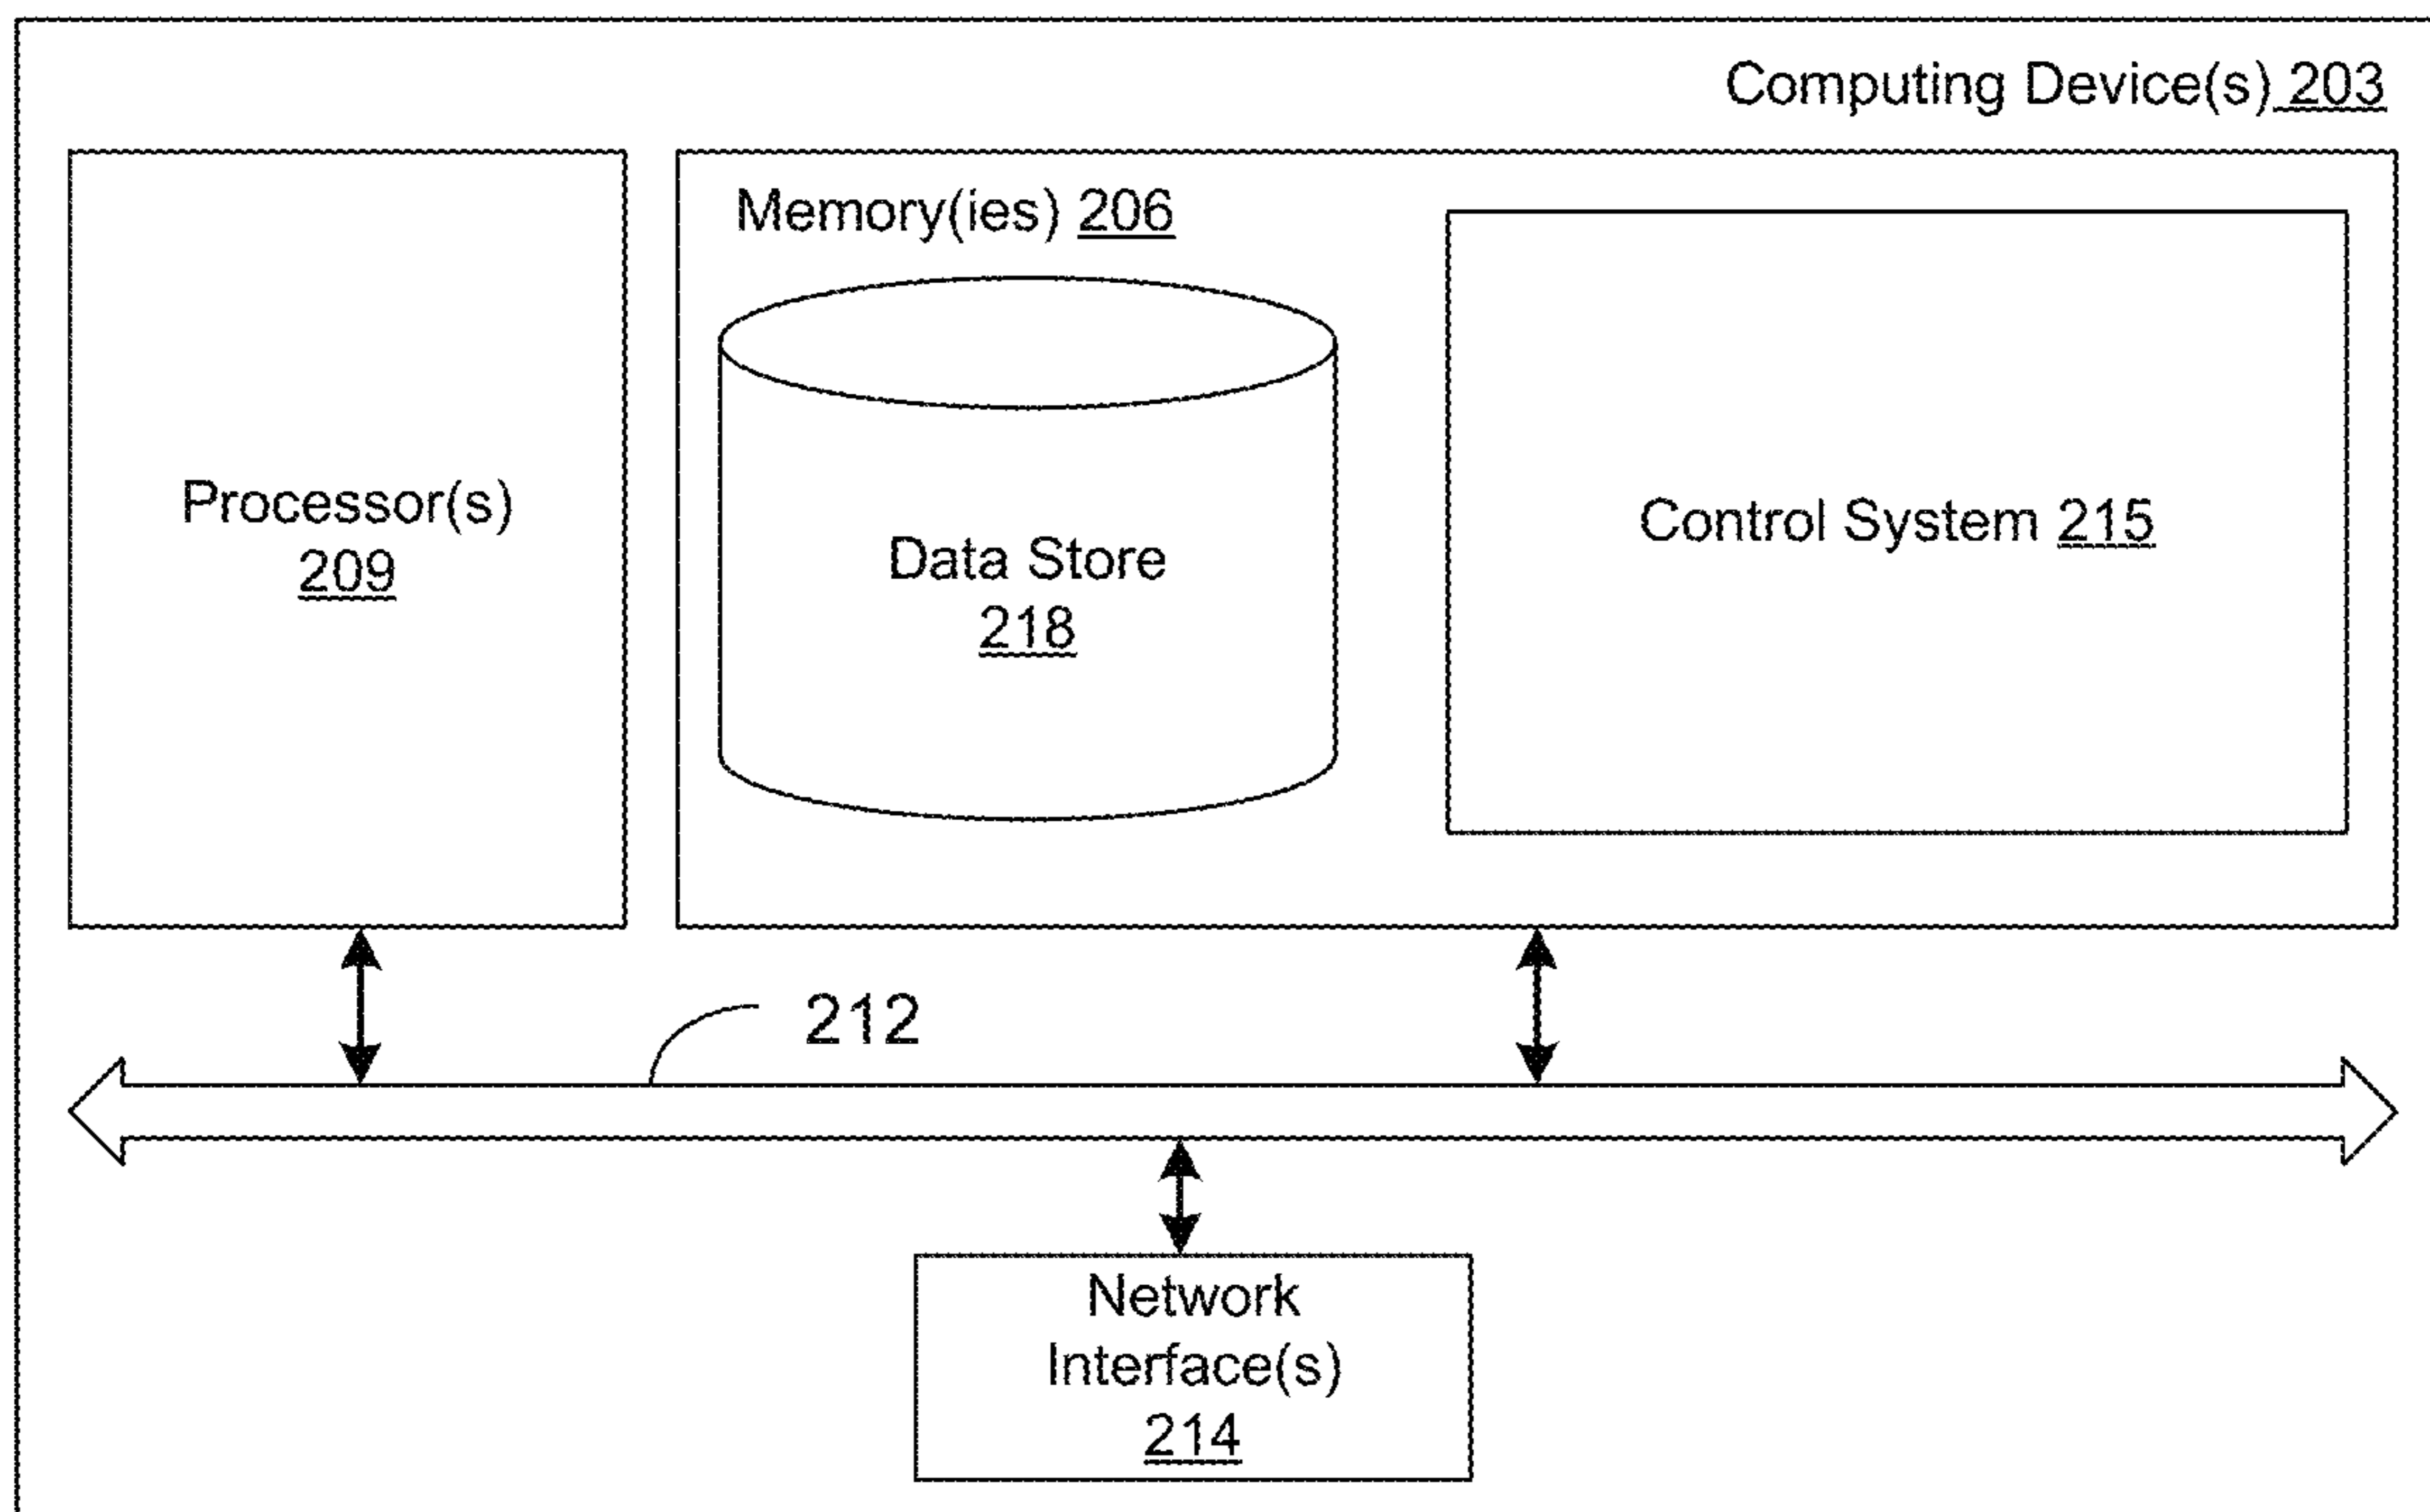 Computing Device(s) 203
Memory(ies) 206
Processor(s)
209
Data Store
218
Control System 215
212
Network
Interface(s)
214